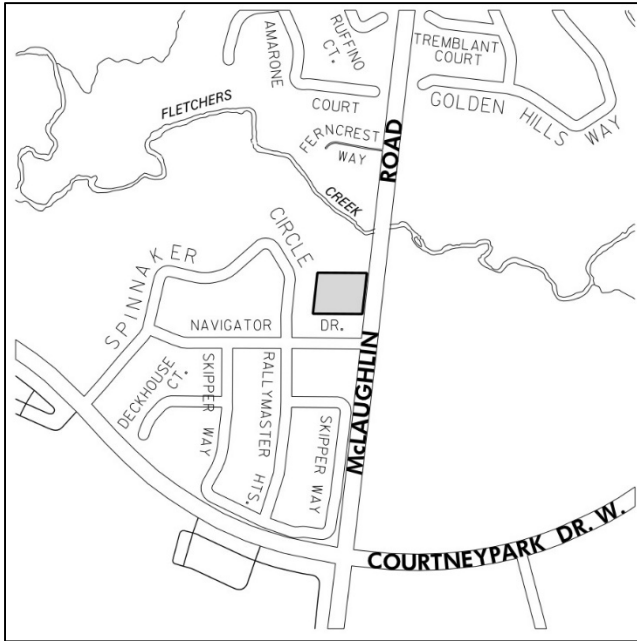 AMARONE
COURT
RUFFINO
CT.
TREMBLANT
COURT
GOLDEN HILLS WAY
FLETCHERS
CREEK
FERNCREST
WAY
ROAD
McLAUGHLIN
SPINNAKER
CIRCLE
NAVIGATOR DR.
DECKHOUSE
CT.
SKIPPER WAY
RALLYMASTER HTS.
SKIPPER WAY
COURTNEYPARK DR. W.